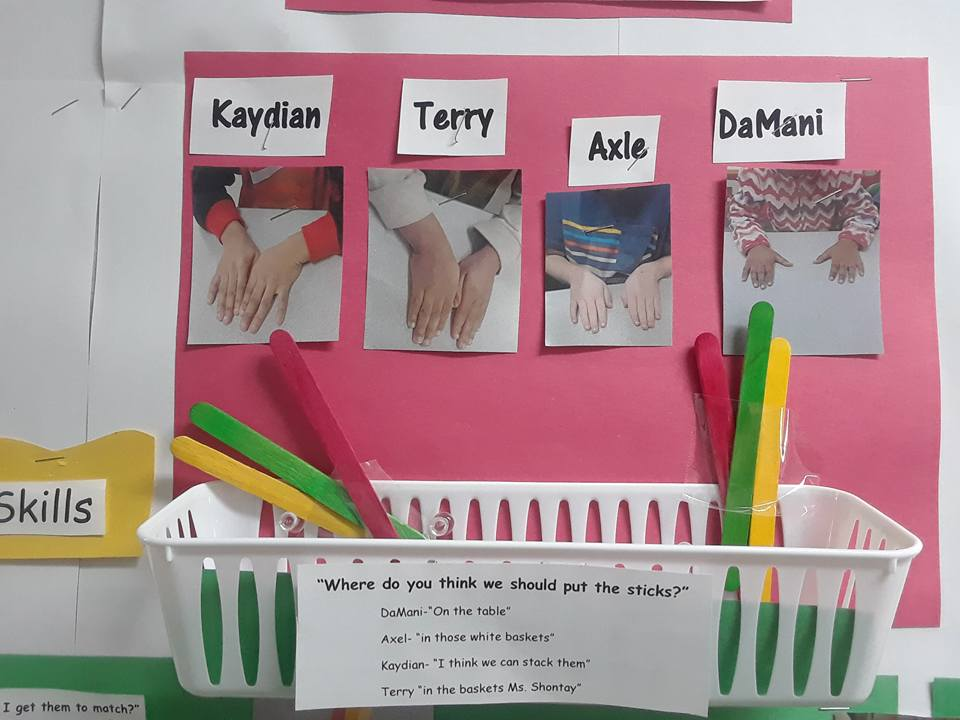 Kaydian
Terry
Axle
DaMani
Skills
"Where do you think we should put the sticks?"
DaMani-"On the table"
Axel- "in those white baskets"
Kaydian- "I think we can stack them"
Terry "in the baskets Ms. Shontay"
I get them to match?"